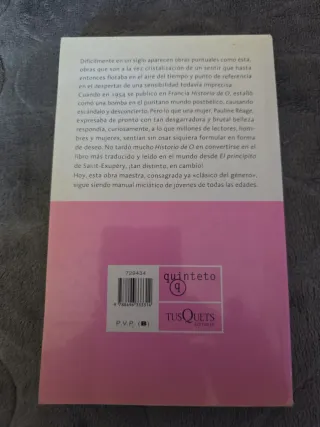 Difícilmente en un siglo aparecen obras puntuales como ésta,
obras que son a la vez cristalización de un sentir que hasta
entonces flotaba en el aire del tiempo y punto de referencia
en el despertar de una sensibilidad todavía imprecisa.
Cuando en 1954 se publicó en Francia Historia de O, estalló
como una bomba en el puritano mundo posbélico, causando
escándalo y desconcierto. Pero lo que una mujer, Pauline Réage,
expresaba de pronto con tan desgarradora y brutal belleza
respondía, curiosamente, a lo que millones de lectores, hom-
bres y mujeres, sentían sin osar siquiera formular en forma
de deseo. No tardó mucho Historia de O en convertirse en el
libro más traducido y leído en el mundo desde El principito
de Saint-Exupéry, ¡tan distinto, en cambio!
Hoy, esta obra maestra, consagrada ya «clásico del género»,
sigue siendo manual iniciático de jóvenes de todas las edades.
729434
quinteto
q
TUSQUETS
P.V.P.